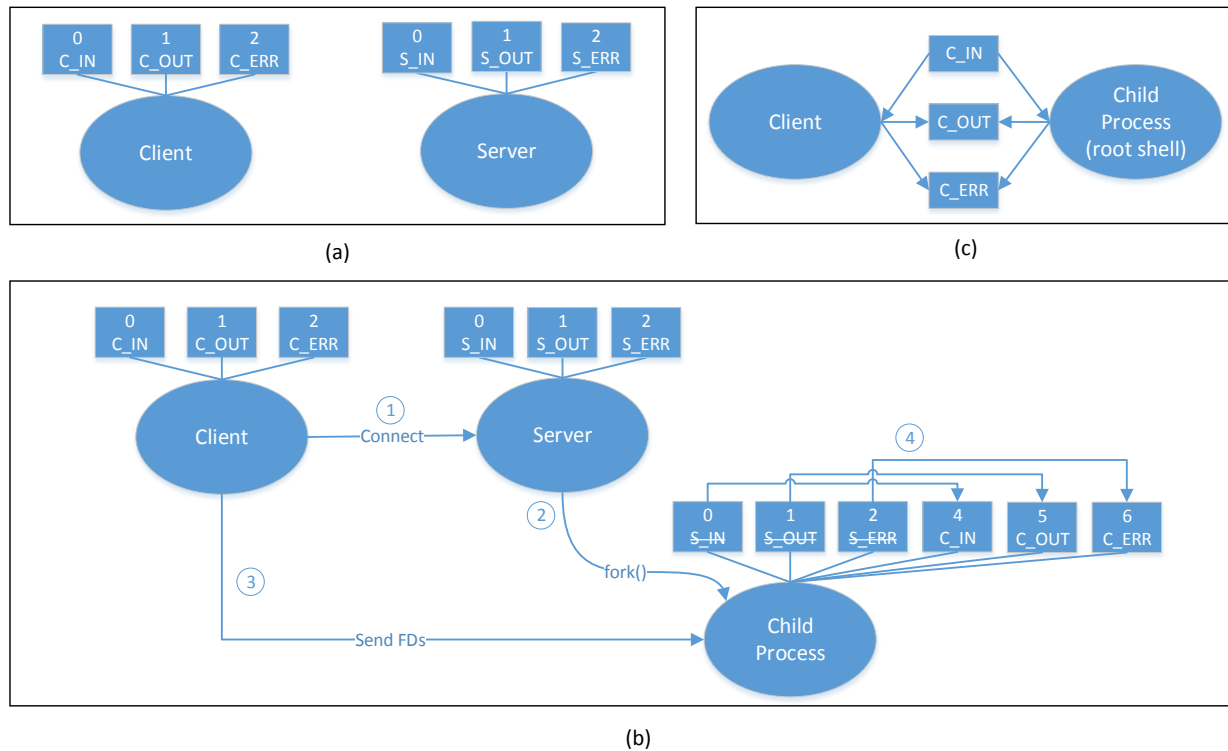 0
C_IN
1
C_OUT
2
C_ERR
Client
0
S_IN
1
S_OUT
2
S_ERR
Server
(a)
C_IN
C_OUT
C_ERR
Client
Child
Process
(root shell)
(c)
0
C_IN
1
C_OUT
2
C_ERR
Client
1
Connect
0
S_IN
1
S_OUT
2
S_ERR
Server
2
fork()
3
Send FDs
4
0
S_IN
1
S_OUT
2
S_ERR
4
C_IN
5
C_OUT
6
C_ERR
Child
Process
(b)